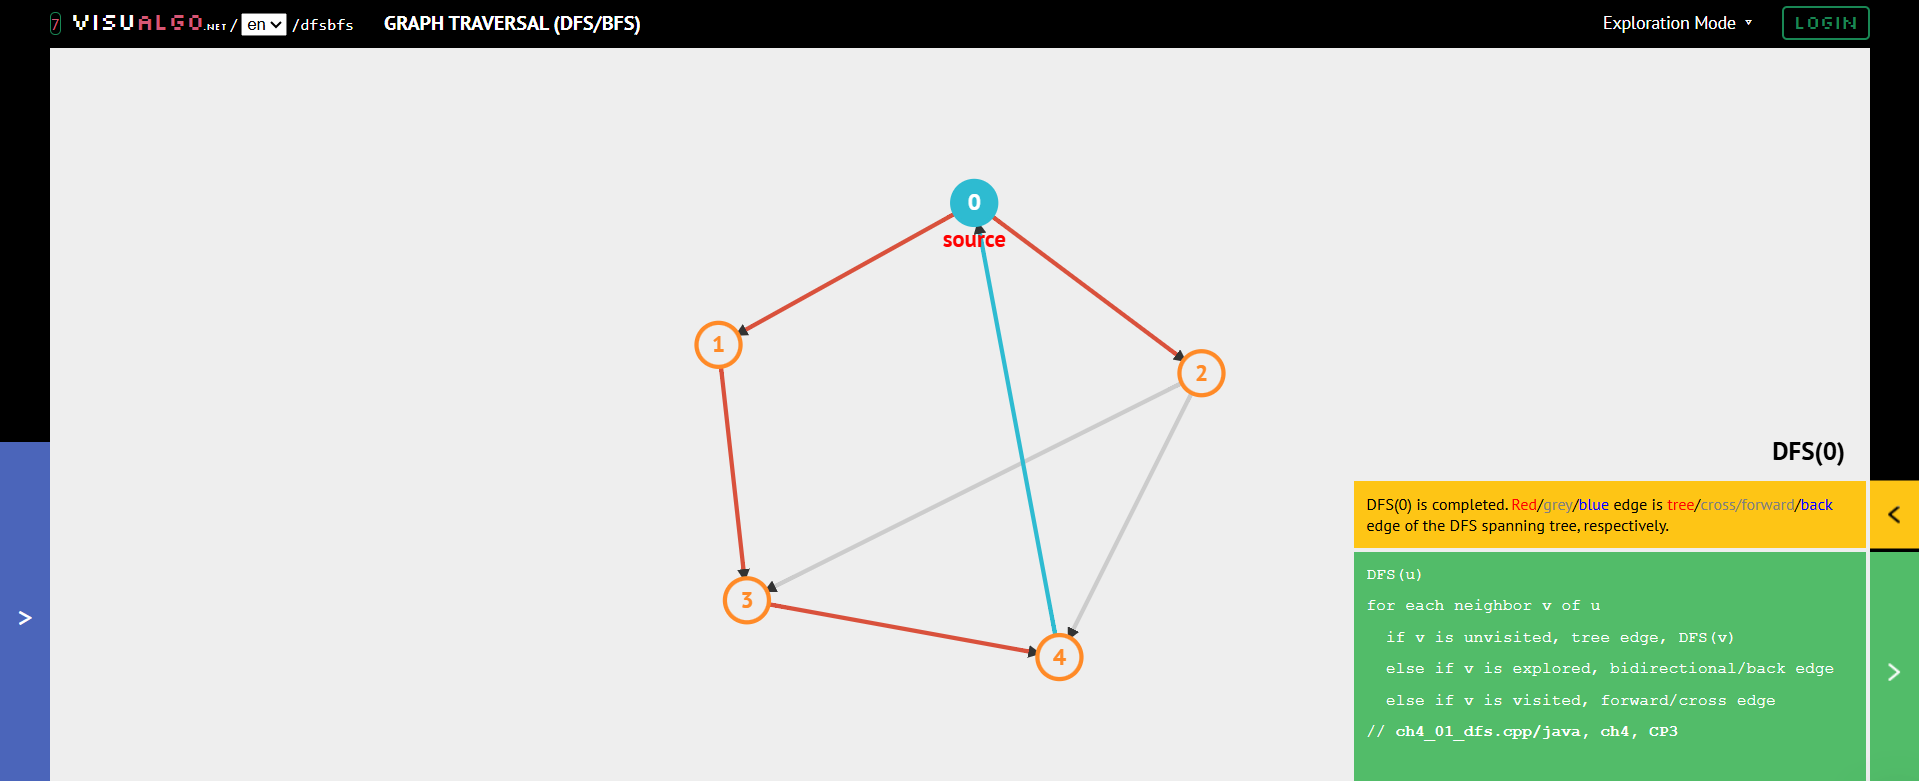 7 VISUALGO.NET / en /dfsbfs GRAPH TRAVERSAL (DFS/BFS) Exploration Mode ▾ LOGIN
0
source
1
2
3
4
DFS(0)
DFS(0) is completed. Red/grey/blue edge is tree/cross/forward/back
edge of the DFS spanning tree, respectively.
<
DFS(u)
for each neighbor v of u
if v is unvisited, tree edge, DFS(v)
else if v is explored, bidirectional/back edge
else if v is visited, forward/cross edge
// ch4_01_dfs.cpp/java, ch4, CP3
>
>